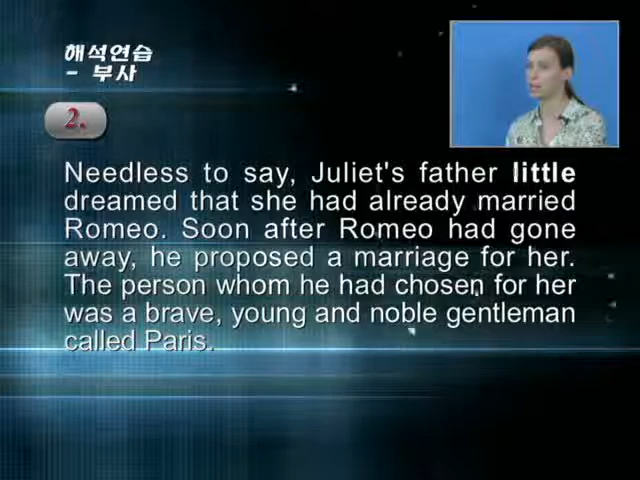 해석연습
- 부사
2.
Needless to say, Juliet's father little
dreamed that she had already married
Romeo. Soon after Romeo had gone
away, he proposed a marriage for her.
The person whom he had chosen for her
was a brave, young and noble gentleman
called Paris.